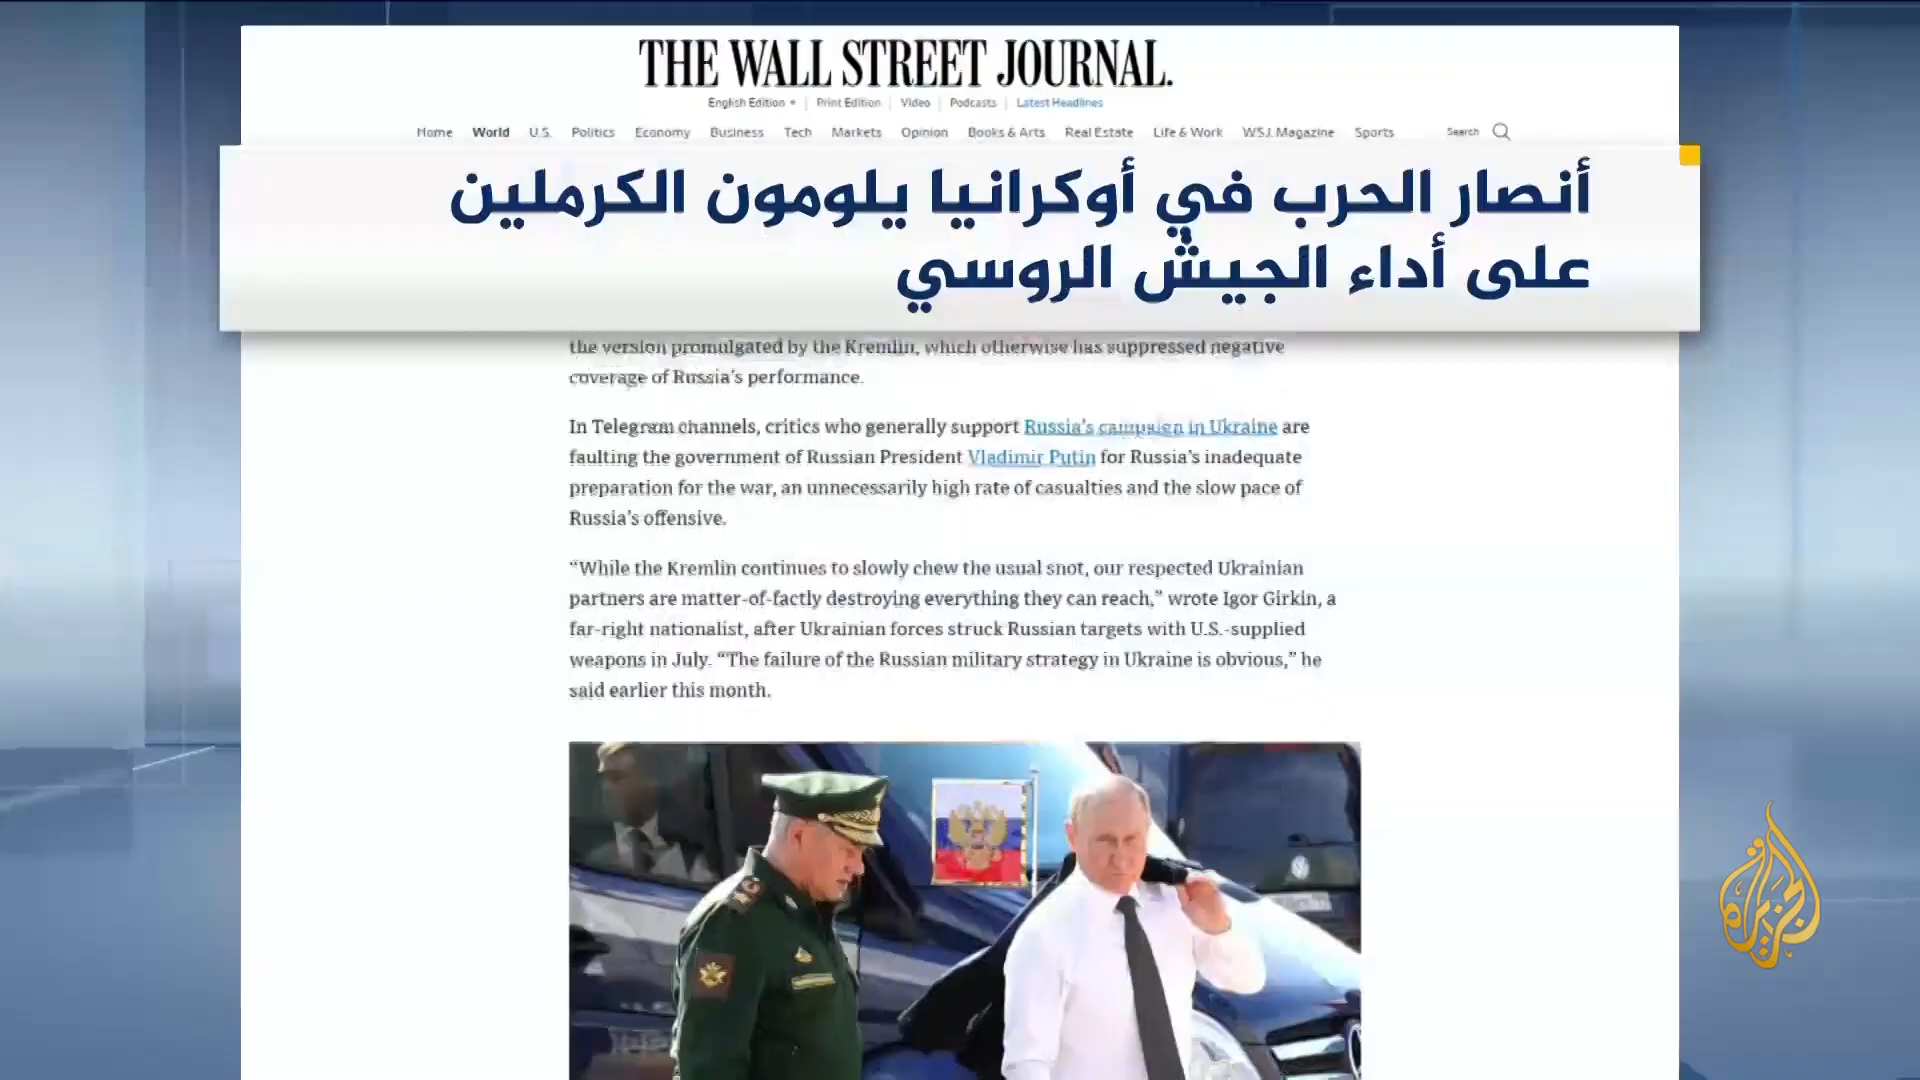 THE WALL STREET JOURNAL.
English Edition | Print Edition | Video | Podcasts | Latest Headlines
Home World U.S. Politics Economy Business Tech Markets Opinion Books & Arts Real Estate Life & Work WSJ. Magazine Sports Search
أنصار الحرب في أوكرانيا يلومون الكرملين
على أداء الجيش الروسي
the version promulgated by the Kremlin, which otherwise has suppressed negative
coverage of Russia’s performance.
In Telegram channels, critics who generally support Russia’s campaign in Ukraine are
faulting the government of Russian President Vladimir Putin for Russia’s inadequate
preparation for the war, an unnecessarily high rate of casualties and the slow pace of
Russia’s offensive.
“While the Kremlin continues to slowly chew the usual snot, our respected Ukrainian
partners are matter-of-factly destroying everything they can reach,” wrote Igor Girkin, a
far-right nationalist, after Ukrainian forces struck Russian targets with U.S.-supplied
weapons in July. “The failure of the Russian military strategy in Ukraine is obvious,” he
said earlier this month.
الجزيرة